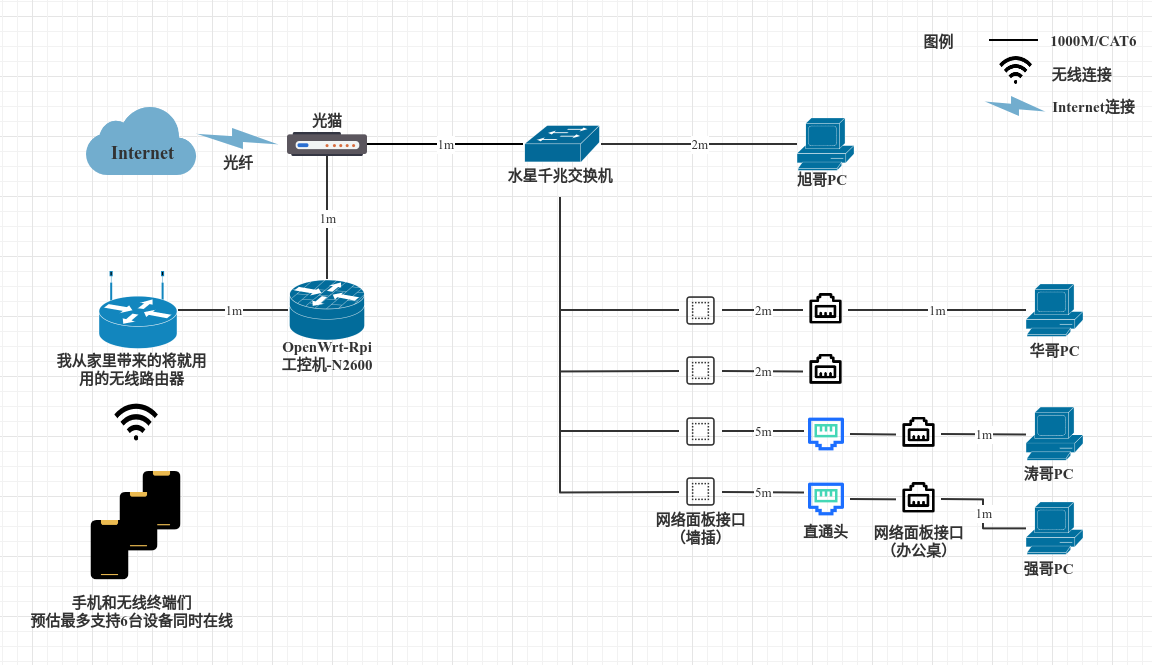 图例
1000M/CAT6
无线连接
Internet连接
Internet
光纤
光猫
1m
水星千兆交换机
2m
旭哥PC
1m
我从家里带来的将就用
用的无线路由器
1m
OpenWrt-Rpi
工控机-N2600
2m
1m
华哥PC
2m
5m
1m
涛哥PC
5m
1m
强哥PC
网络面板接口
（墙插）
直通头
网络面板接口
（办公桌）
手机和无线终端们
预估最多支持6台设备同时在线